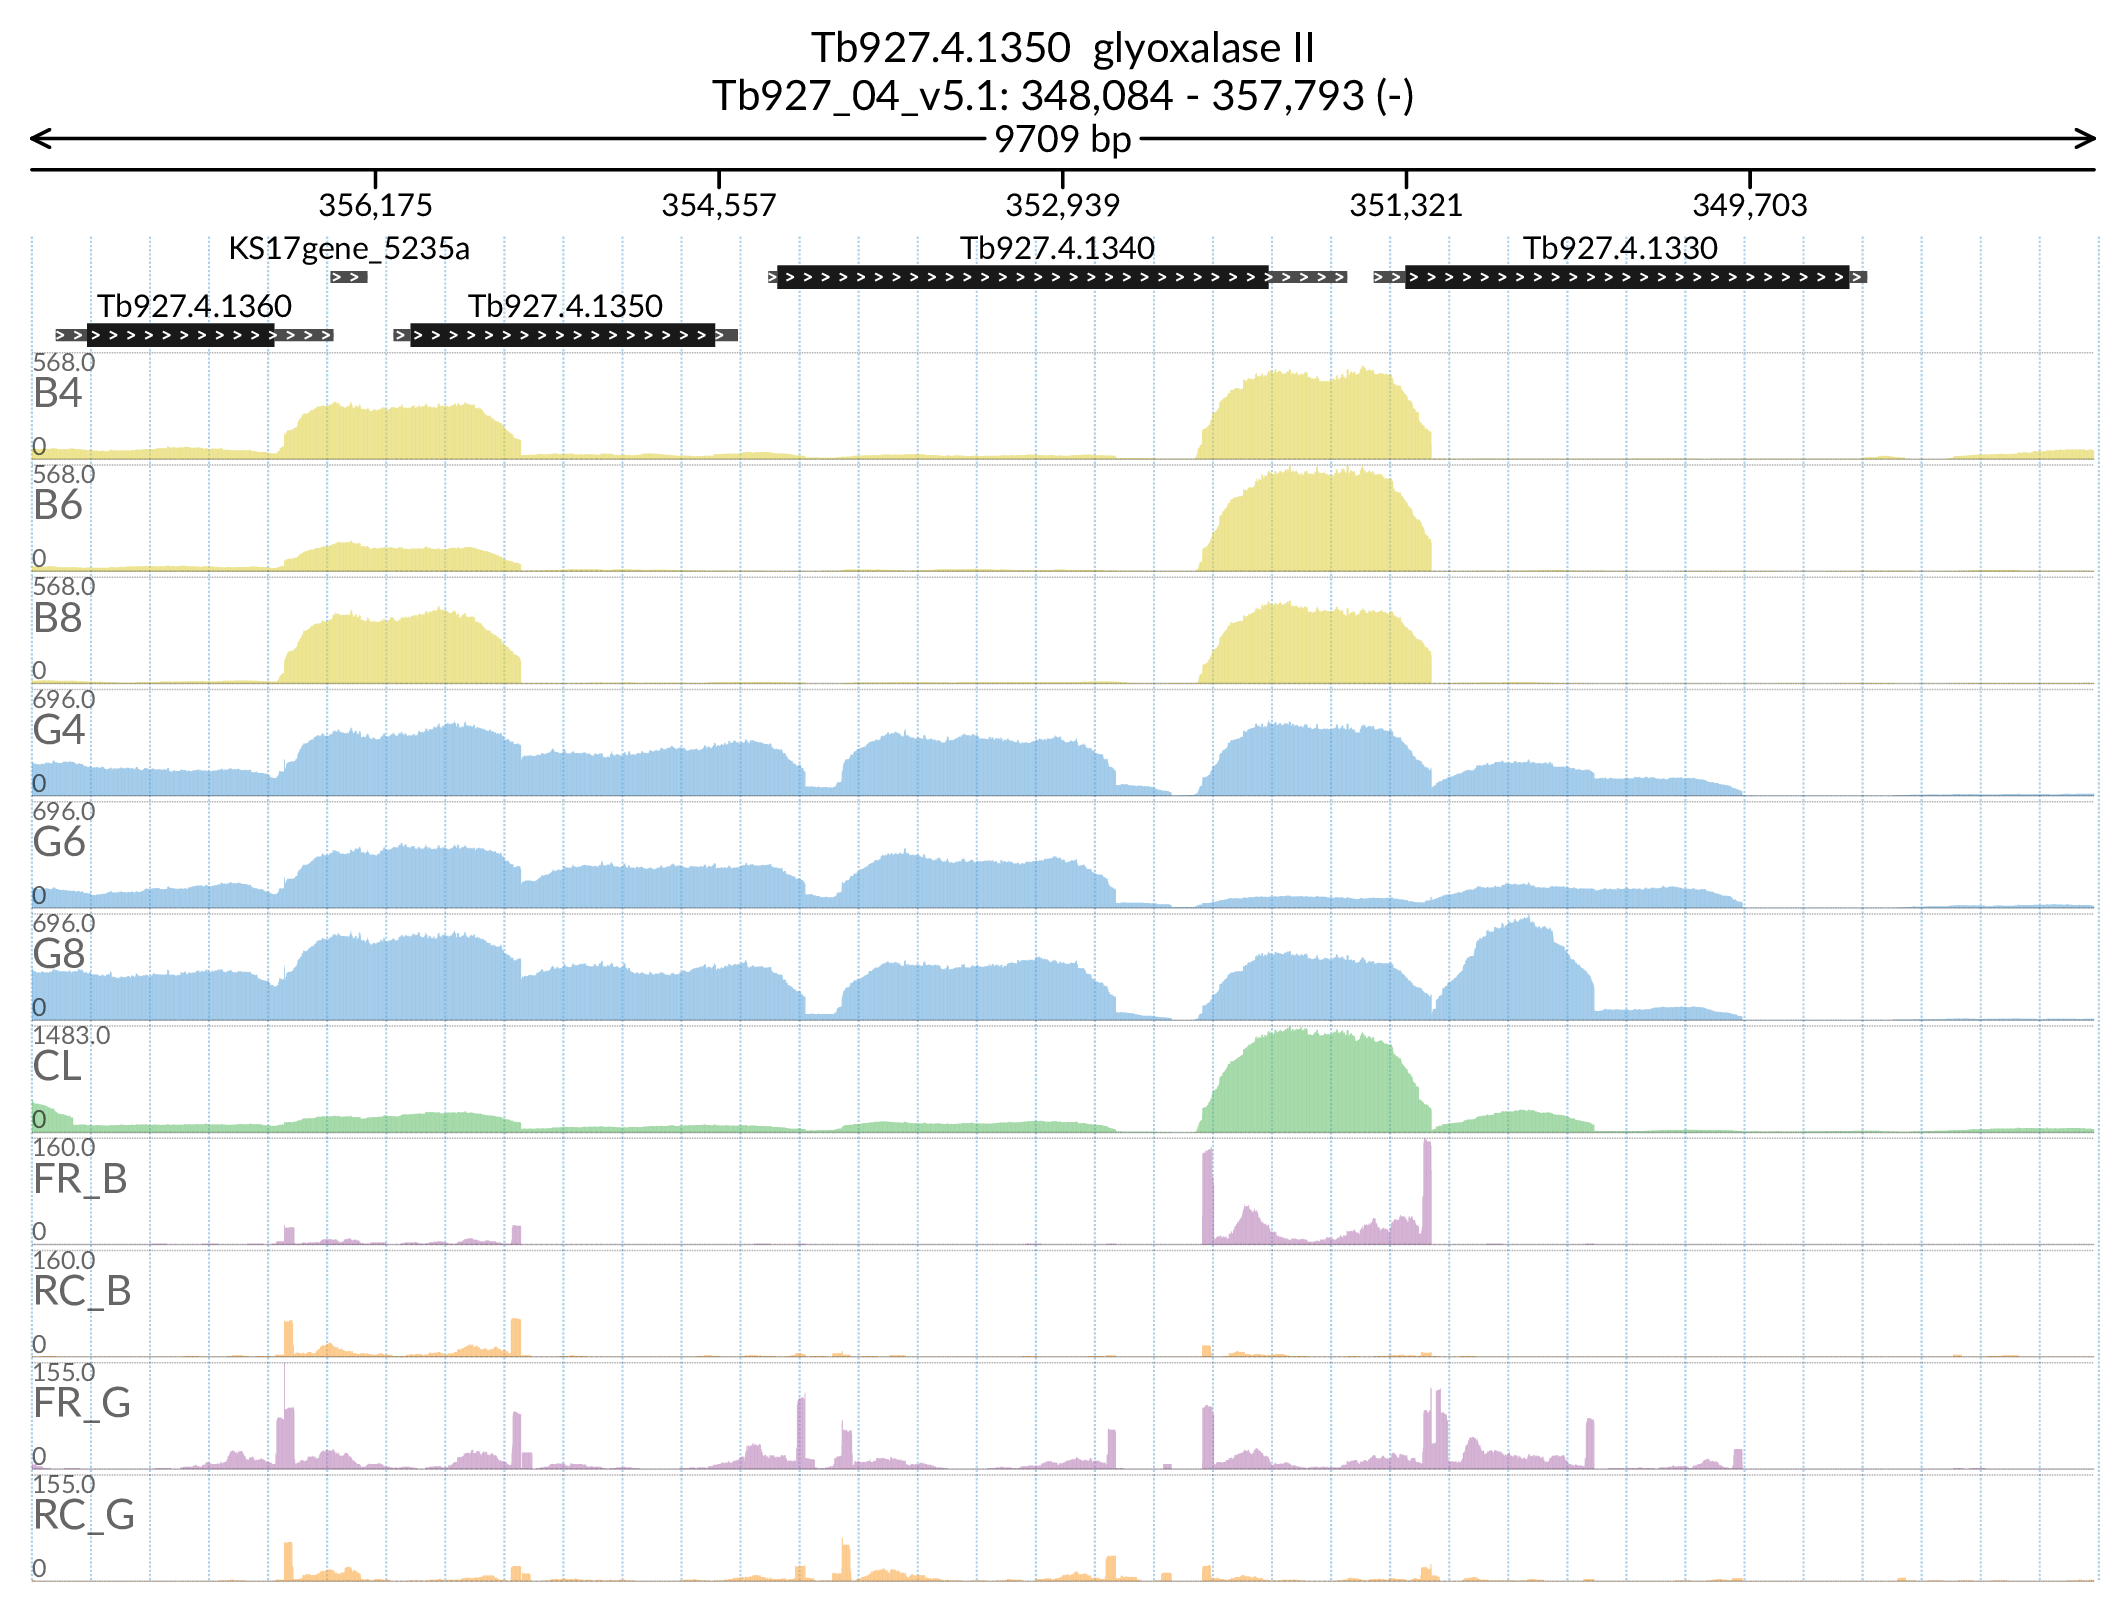 Tb927.4.1350 glyoxalase II
Tb927_04_v5.1: 348,084 - 357,793 (-)
9709 bp
356,175 354,557 352,939 351,321 349,703
KS17gene_5235a Tb927.4.1340 Tb927.4.1330
Tb927.4.1360 Tb927.4.1350
568.0
B4
0
568.0
B6
0
568.0
B8
0
696.0
G4
0
696.0
G6
0
696.0
G8
0
1483.0
CL
0
160.0
FR_B
0
160.0
RC_B
0
155.0
FR_G
0
155.0
RC_G
0